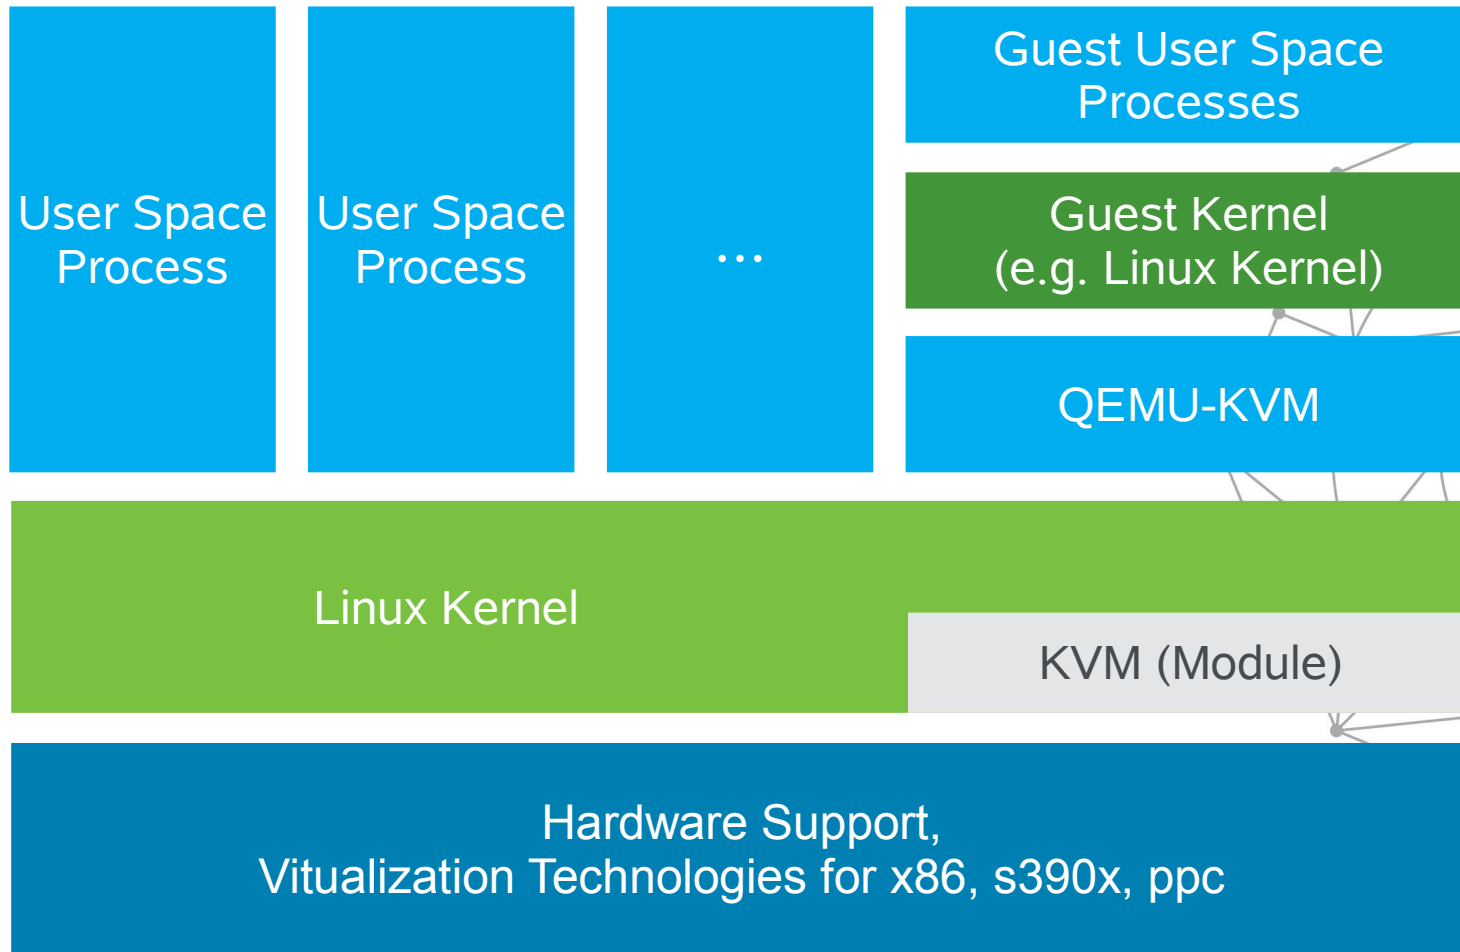 User Space
Process
User Space
Process
...
Guest User Space
Processes
Guest Kernel
(e.g. Linux Kernel)
QEMU-KVM
Linux Kernel
KVM (Module)
Hardware Support,
Vitualization Technologies for x86, s390x, ppc